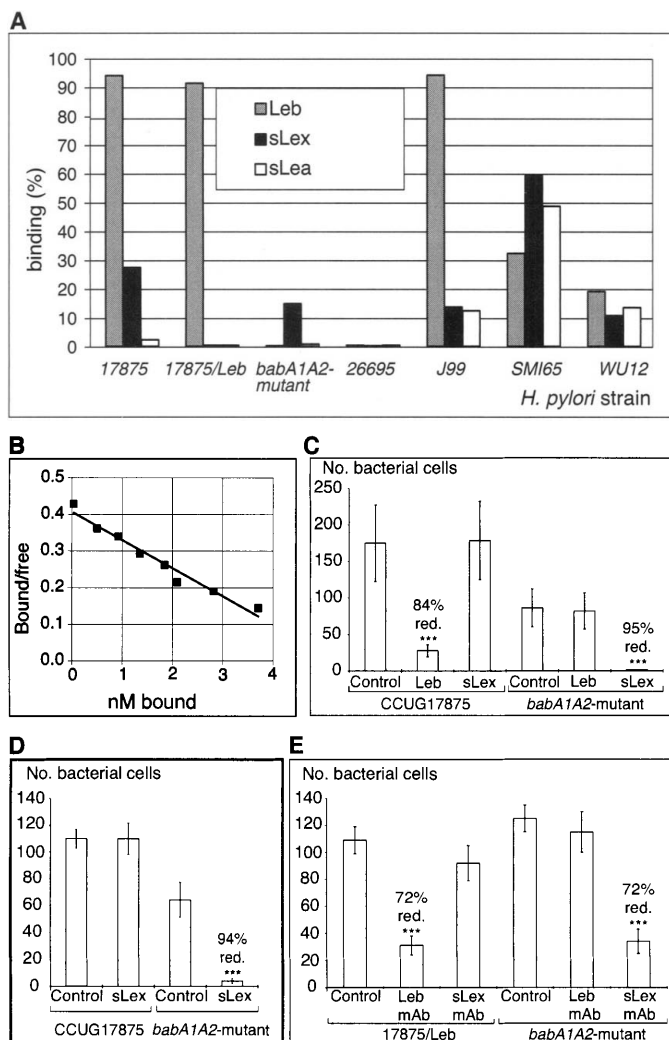 A
100
90
80
70
60
50
40
30
20
10
0
binding (%)
Leb
sLex
sLea
17875
17875/Leb
babA1A2-
mutant
26695
J99
SMI65
WU12
H. pylori strain
B
0.5
0.4
0.3
0.2
0.1
0.0
Bound/free
0 1 2 3 4
nM bound
C
No. bacterial cells
250
200
150
100
50
0
84%
red.
***
95%
red.
***
Control Leb sLex Control Leb sLex
CCUG17875 babA1A2-mutant
D
No. bacterial cells
140
120
100
80
60
40
20
0
94%
red.
***
Control sLex Control sLex
CCUG17875 babA1A2-mutant
E
No. bacterial cells
140
120
100
80
60
40
20
0
72%
red.
***
72%
red.
***
Control Leb sLex Control Leb sLex
mAb mAb mAb mAb
17875/Leb babA1A2-mutant